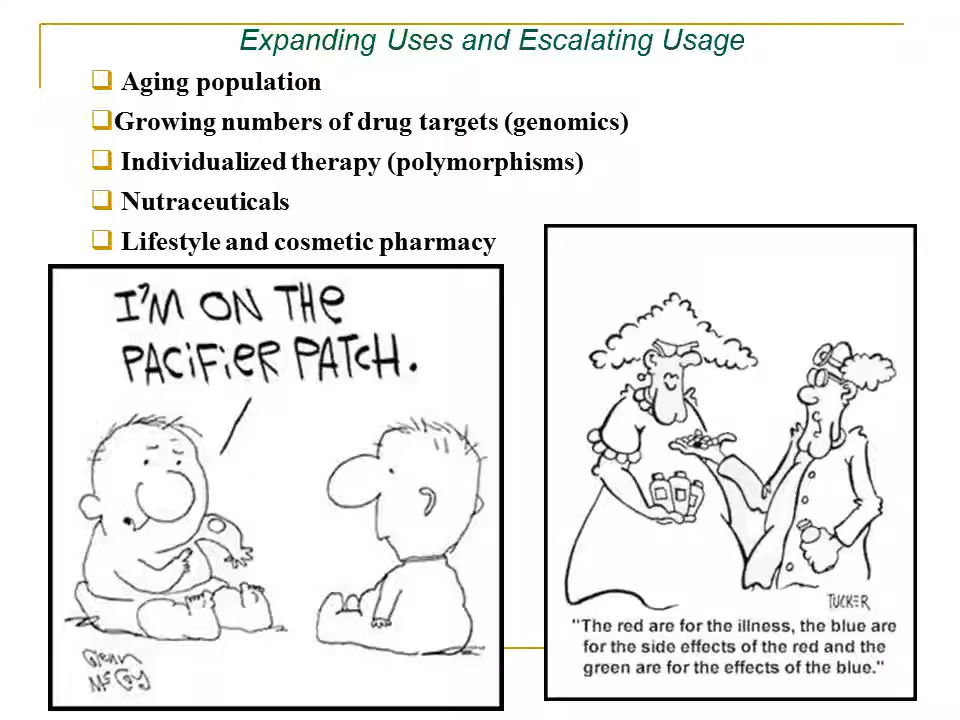 Expanding Uses and Escalating Usage
Aging population
Growing numbers of drug targets (genomics)
Individualized therapy (polymorphisms)
Nutraceuticals
Lifestyle and cosmetic pharmacy
I'M ON THE
PACIFIER PATCH.
Glenn
McCoy
TUCKER
"The red are for the illness, the blue are
for the side effects of the red and the
green are for the effects of the blue."